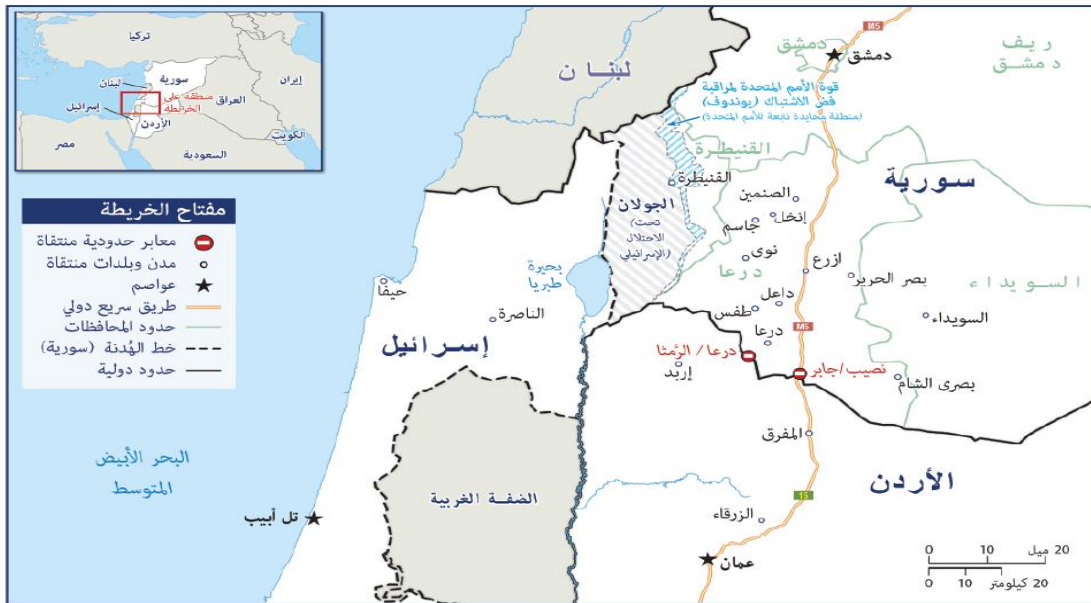 تركيا
لبنان
سورية
إيران
إسرائيل
منطقة على
الخريطة
العراق
الأردن
مصر
الكويت
السعودية
مفتاح الخريطة
معابر حدودية منتقاة
مدن وبلدات منتقاة
عواصم
طريق سريع دولي
حدود المحافظات
خط الهُدنة (سورية)
حدود دولية
M5
دمشق
دمشق
ريف
دمشق
لبنان
قوة الأمم المتحدة لمراقبة
فض الاشتباك (يوندوف)
(منطقة محايدة تابعة للأمم المتحدة)
القنيطرة
القنيطرة
سورية
الصنمين
إنخل
جاسم
نوى
الجولان
(تحت
الاحتلال
الإسرائيلي)
درعا
ازرع
بصر الحرير
السويداء
السويداء
داعل
طفس
درعا
M5
بحيرة
طبريا
حيفا
الناصرة
إسرائيل
درعا / الرَّمثا
إربد
نصيب/جابر
بصرى الشام
المفرق
الأردن
البحر الأبيض
المتوسط
الضفة الغربية
تل أبيب
15
الزرقاء
عمان
0 10 20 ميل
0 10 20 كيلومتر